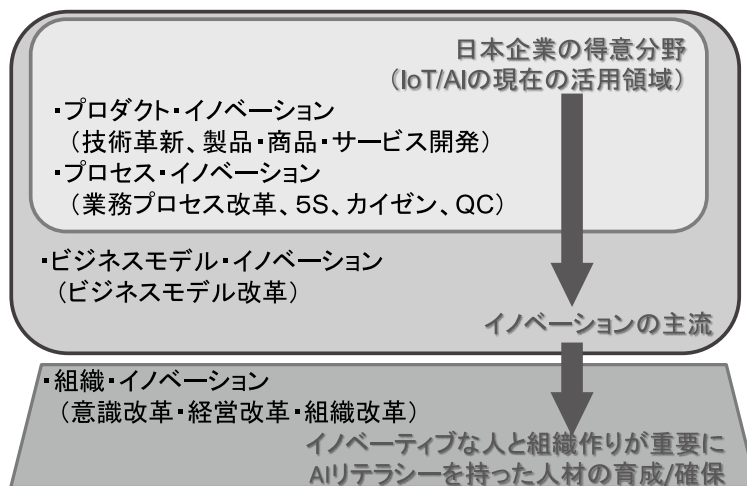 日本企業の得意分野
（IoT/AIの現在の活用領域）
・プロダクト・イノベーション
（技術革新、製品・商品・サービス開発）
・プロセス・イノベーション
（業務プロセス改革、5S、カイゼン、QC）
・ビジネスモデル・イノベーション
（ビジネスモデル改革）
イノベーションの主流
・組織・イノベーション
（意識改革・経営改革・組織改革）
イノベーティブな人と組織作りが重要に
AIリテラシーを持った人材の育成/確保